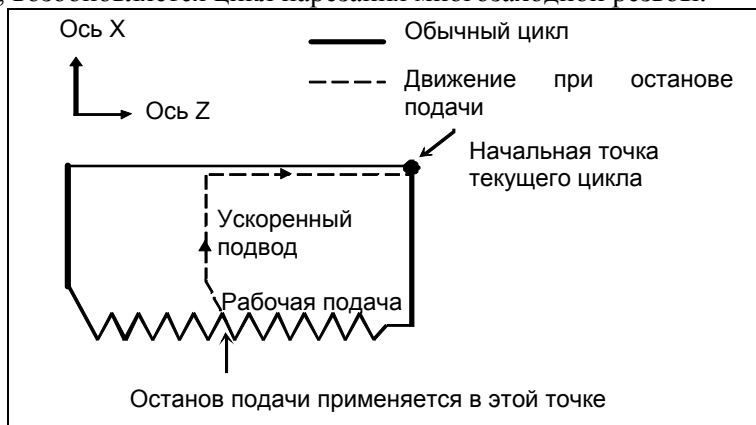 , возобновляется цикл нарезания многозаходной резьбы.
Ось X
Обычный цикл
Движение при останове
подачи
Ось Z
Начальная точка
текущего цикла
Ускоренный
подвод
Рабочая подача
Останов подачи применяется в этой точке